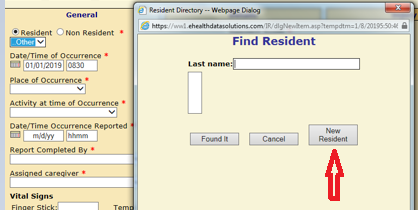 General
Resident Non Resident *
Other
Date/Time of Occurrence *
01/01/2019 0830
Place of Occurrence *
Activity at time of Occurrence *
Date/Time Occurrence Reported *
m/d/yy hhmm
Report Completed By *
Assigned caregiver *
Vital Signs
Finger Stick: Temp
Resident Directory -- Webpage Dialog
https://ww1.ehealthdatasolutions.com/IR/dlgNewItem.asp?tempdtm=1/8/20195:50:4
Find Resident
Last name:
Found It Cancel New Resident